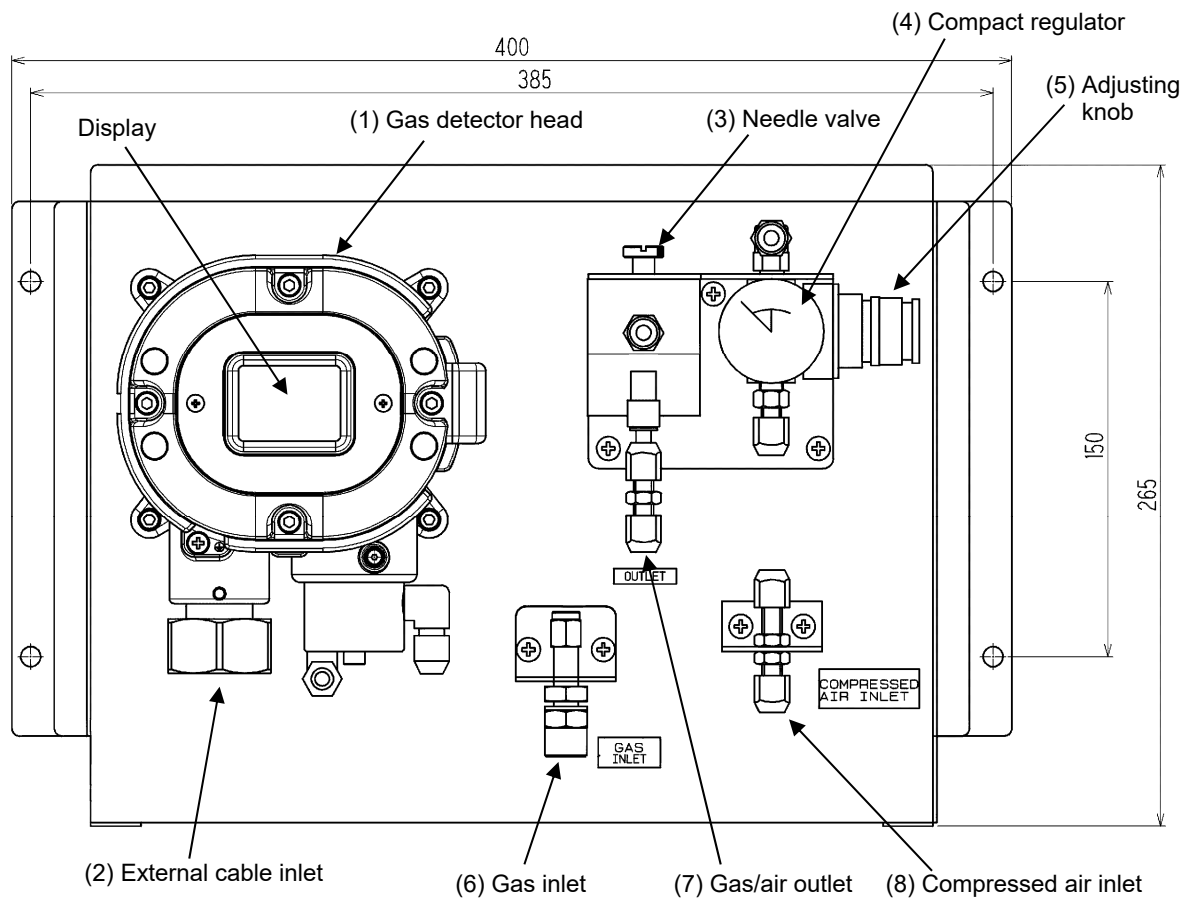 (4) Compact regulator
400
385
(5) Adjusting
knob
Display
(1) Gas detector head
(3) Needle valve
150
265
OUTLET
COMPRESSED
AIR INLET
GAS
INLET
(2) External cable inlet
(6) Gas inlet
(7) Gas/air outlet
(8) Compressed air inlet